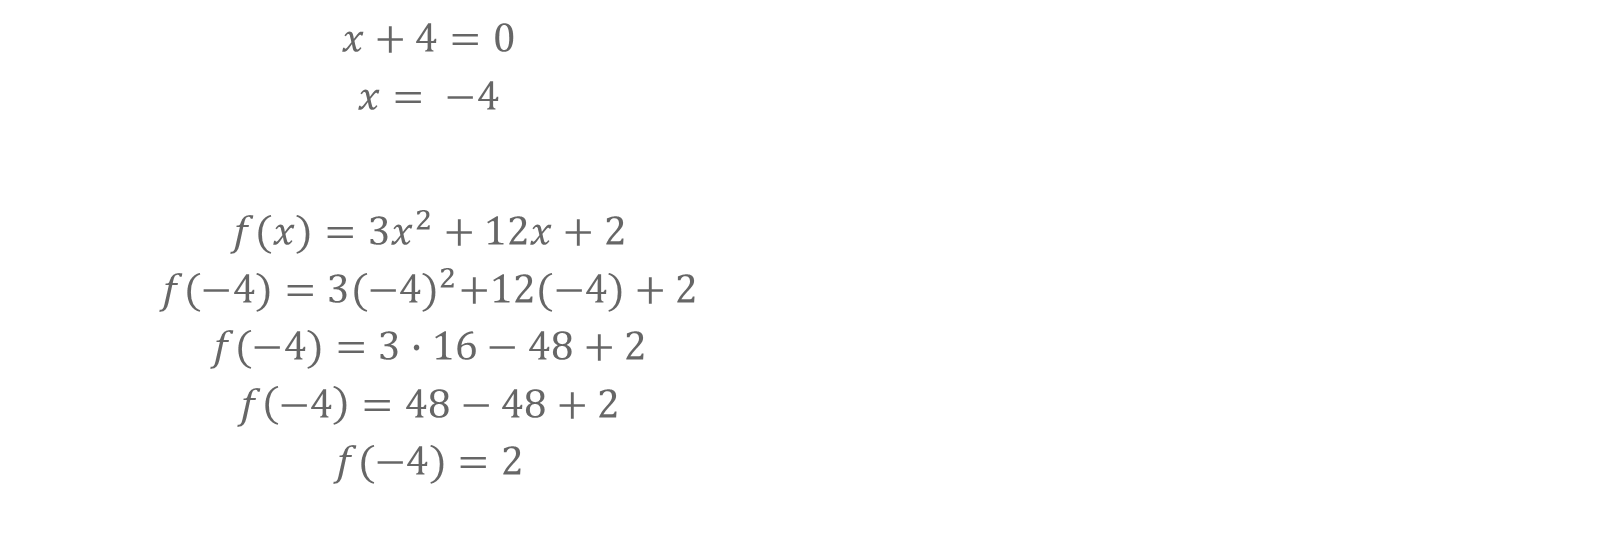 x + 4 = 0
x = −4
f(x) = 3x² + 12x + 2
f(−4) = 3(−4)²+12(−4) + 2
f(−4) = 3 · 16 − 48 + 2
f(−4) = 48 − 48 + 2
f(−4) = 2